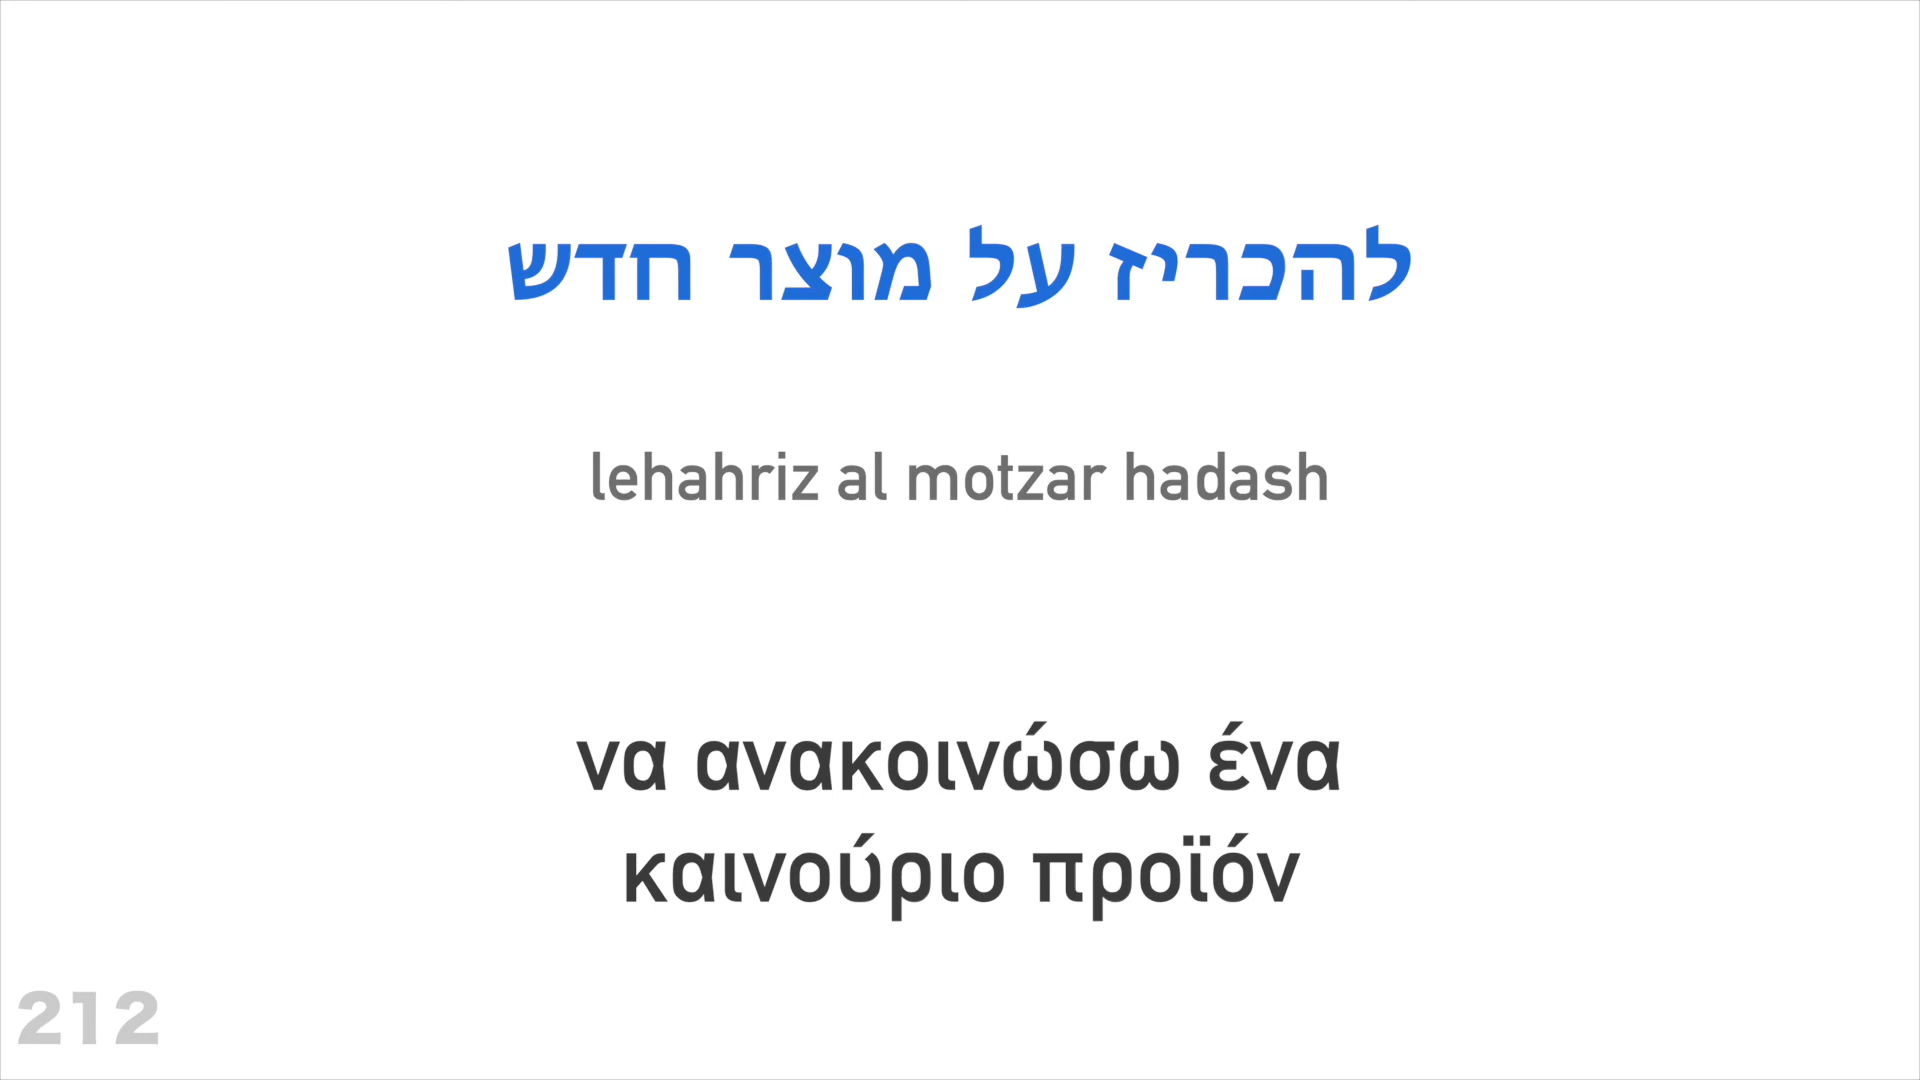 להכריז על מוצר חדש
lehahriz al motzar hadash
να ανακοινώσω ένα
καινούριο προϊόν
212